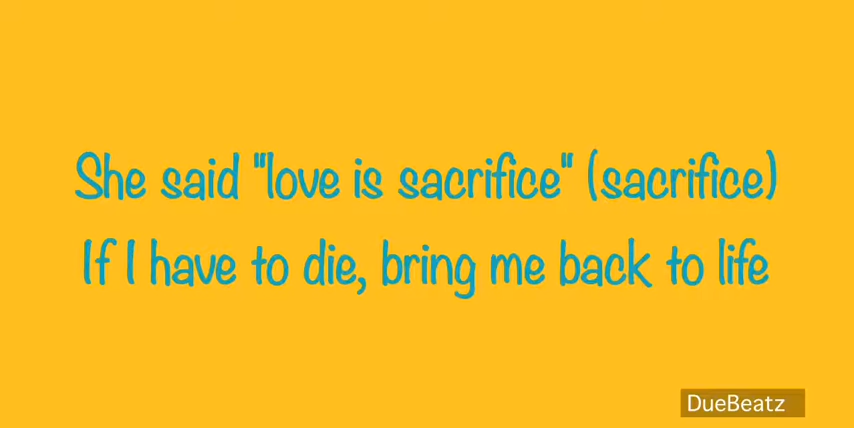 She said "love is sacrifice" (sacrifice)
If I have to die, bring me back to life
DueBeatz